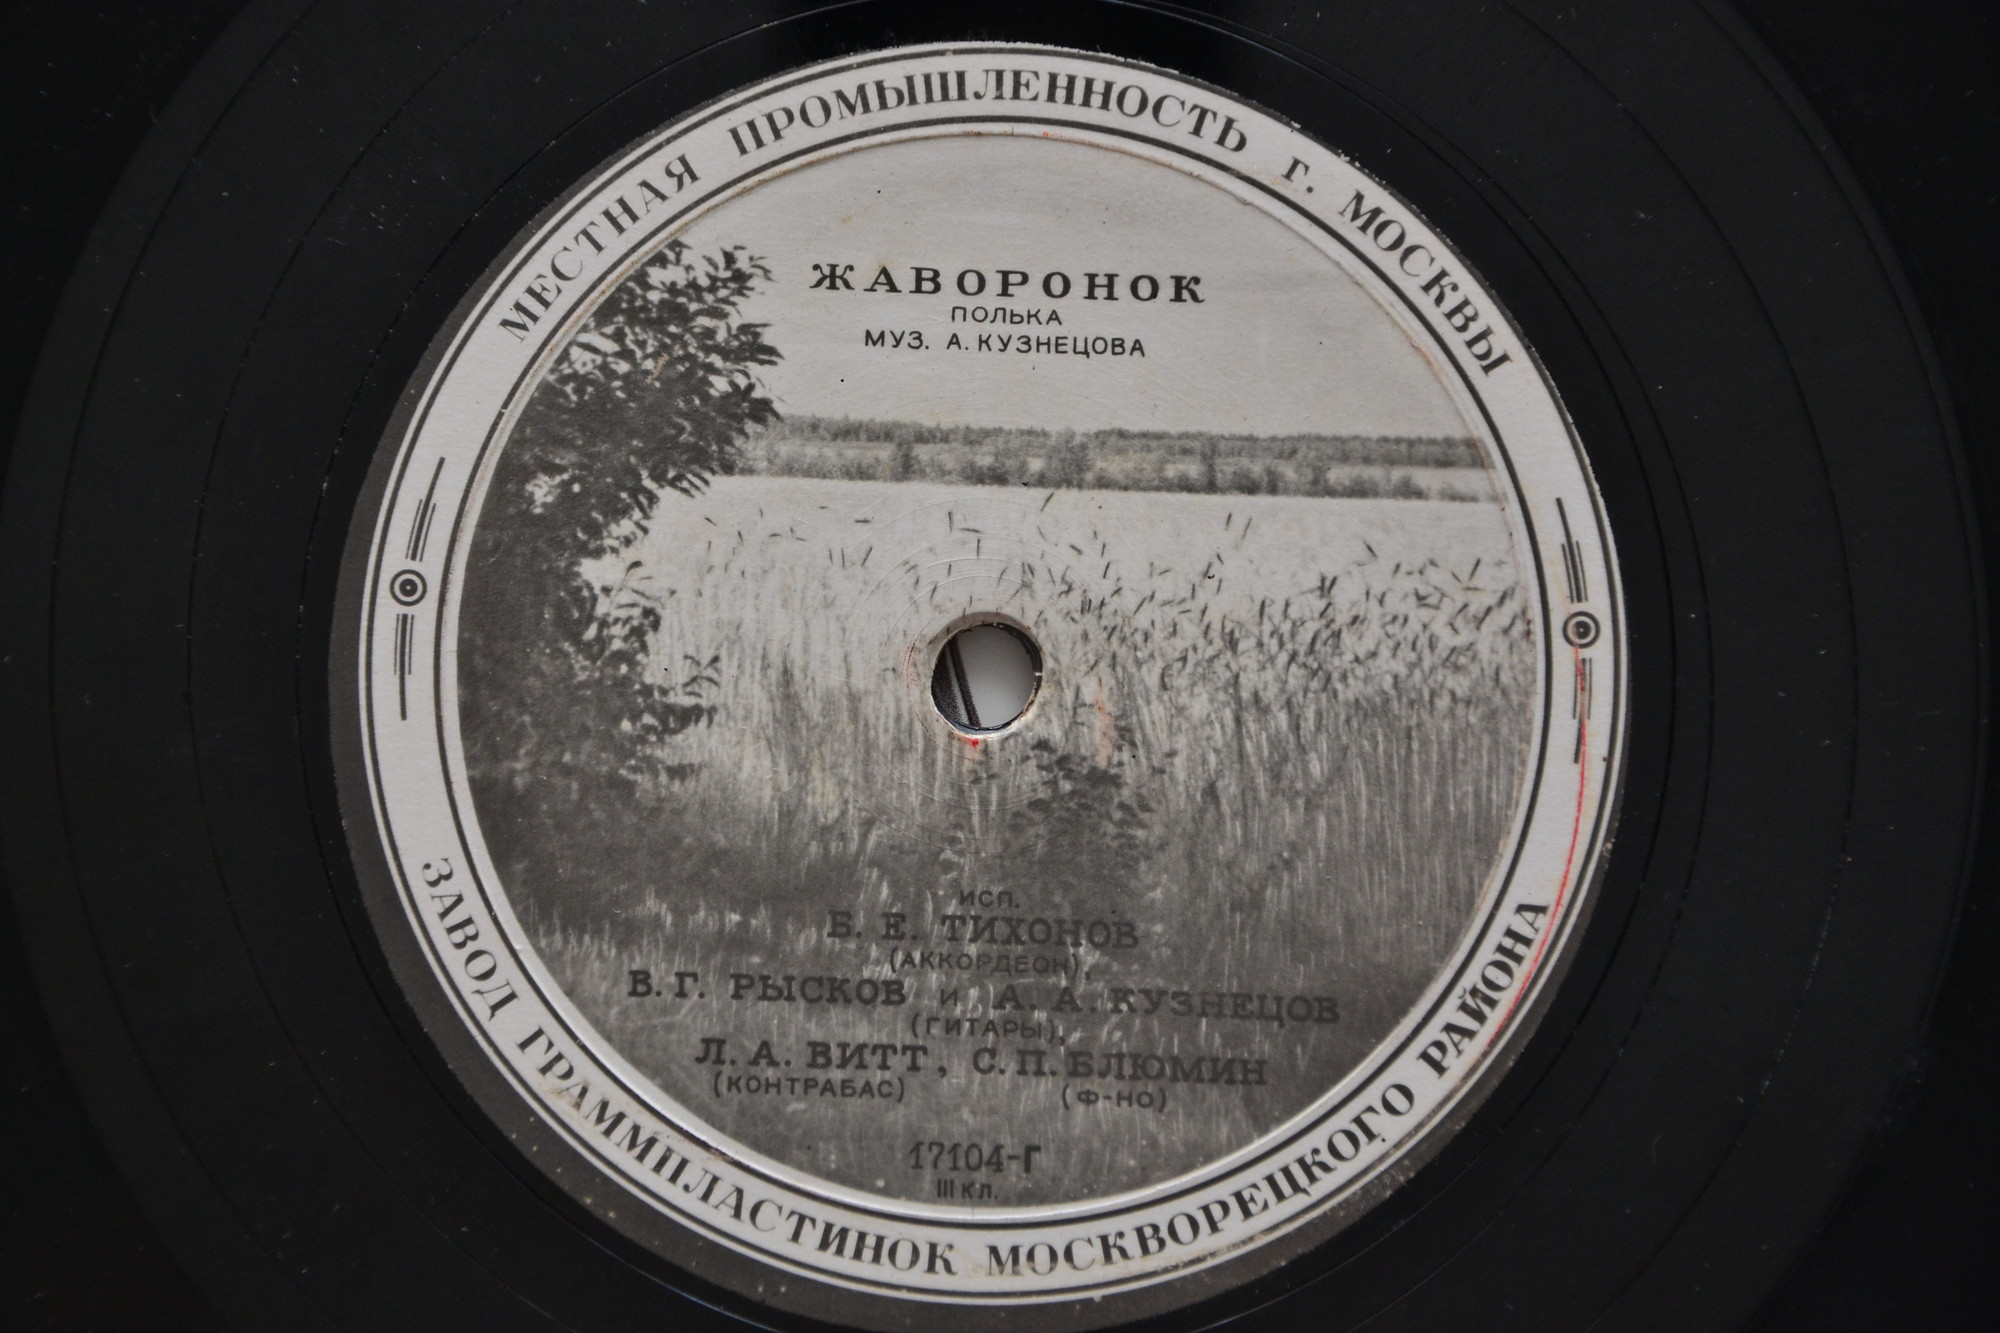 МЕСТНАЯ ПРОМЫШЛЕННОСТЬ Г. МОСКВЫ
ЖАВОРОНОК
ПОЛЬКА
МУЗ. А. КУЗНЕЦОВА
ИСП.
Б. Е. ТИХОНОВ
(АККОРДЕОН),
В. Г. РЫСКОВ и А. А. КУЗНЕЦОВ
(ГИТАРЫ),
Л. А. ВИТТ, С. П. БЛЮМИН
(КОНТРАБАС) (Ф-НО)
17104-Г
III КЛ.
ЗАВОД ГРАММПЛАСТИНОК МОСКВОРЕЦКОГО РАЙОНА